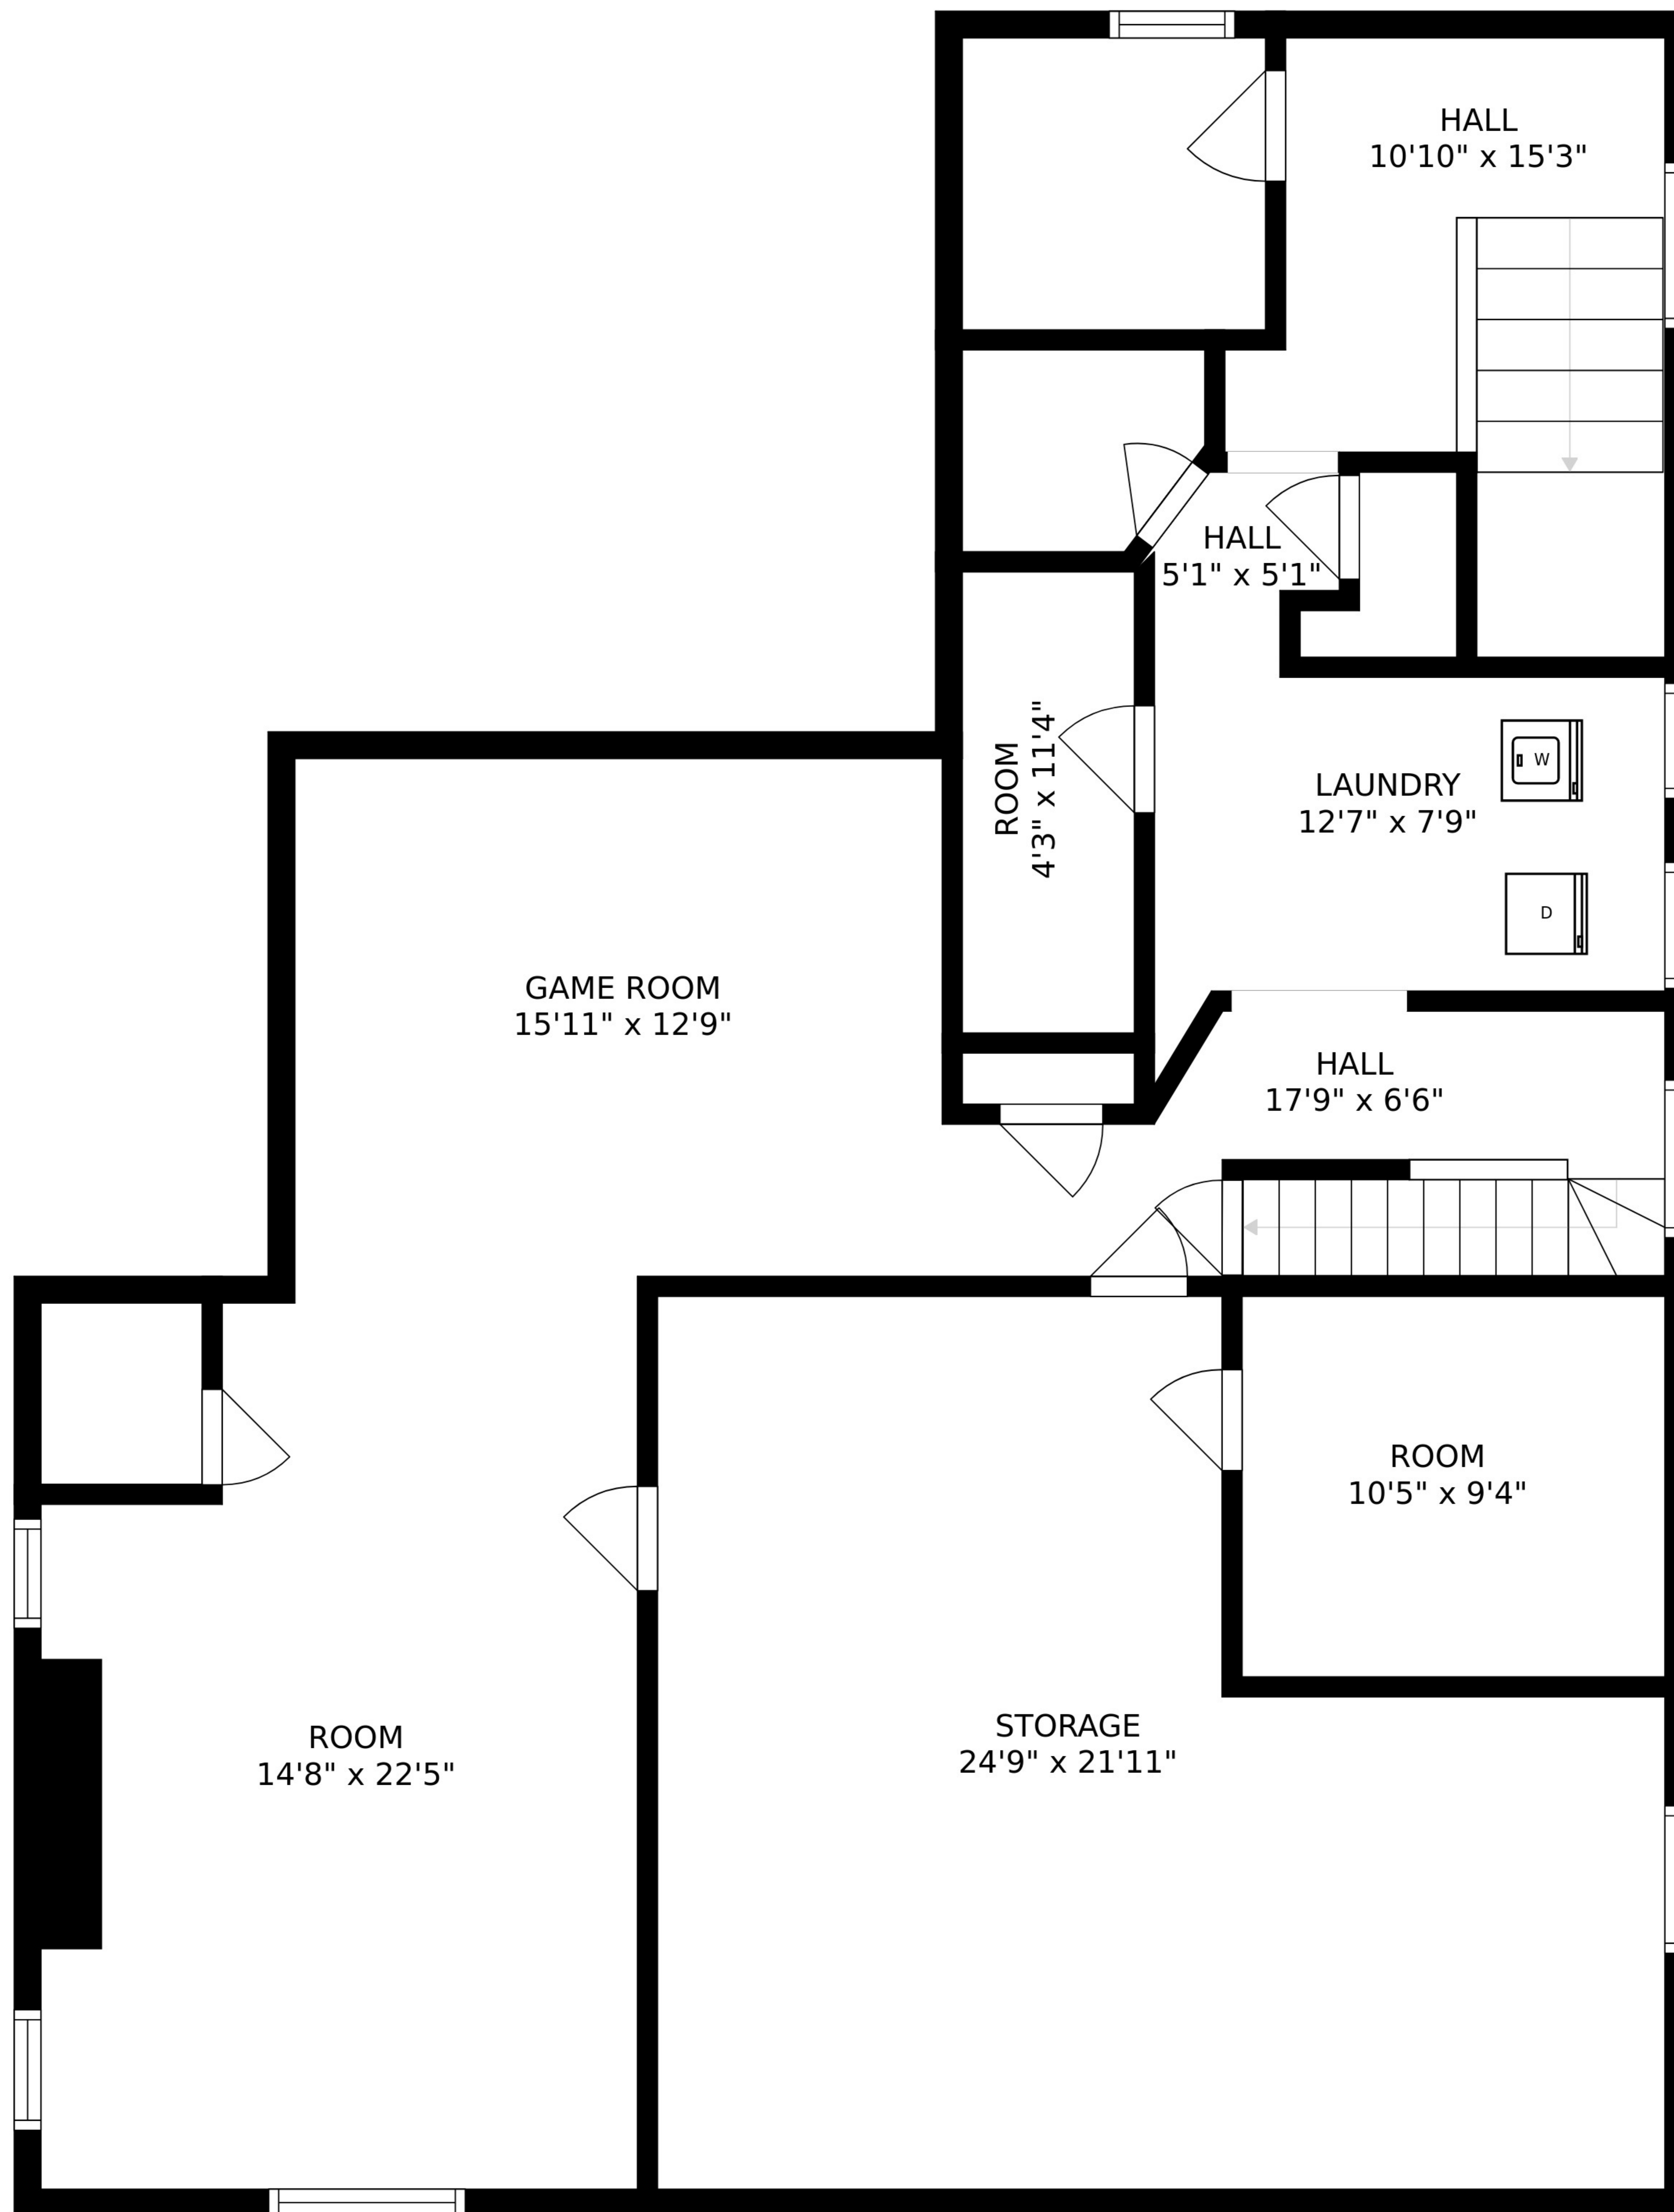 HALL
10'10" x 15'3"
HALL
5'1" x 5'1"
ROOM
4'3" x 11'4"
LAUNDRY
12'7" x 7'9"
W
D
GAME ROOM
15'11" x 12'9"
HALL
17'9" x 6'6"
ROOM
10'5" x 9'4"
STORAGE
24'9" x 21'11"
ROOM
14'8" x 22'5"